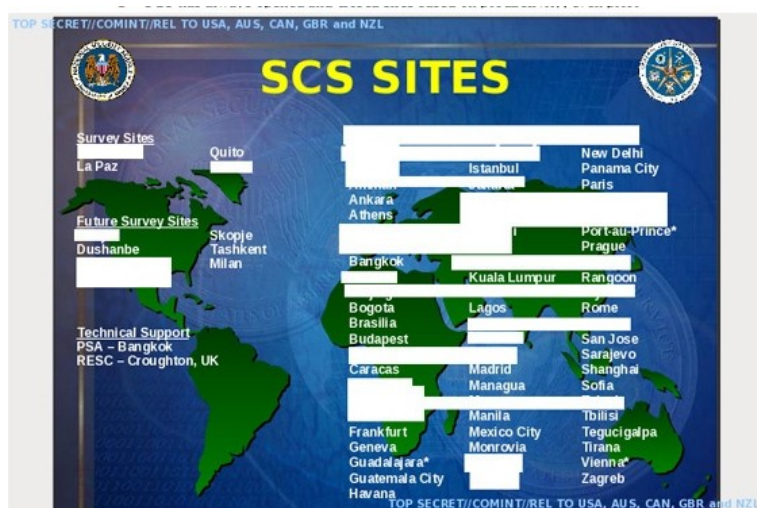 TOP SECRET//COMINT//REL TO USA, AUS, CAN, GBR and NZL
SCS SITES
Survey Sites
La Paz
Quito
Future Survey Sites
Dushanbe
Skopje
Tashkent
Milan
Technical Support
PSA – Bangkok
RESC – Croughton, UK
Ankara
Athens
Bangkok
Bogota
Brasilia
Budapest
Caracas
Frankfurt
Geneva
Guadalajara*
Guatemala City
Havana
Istanbul
Kuala Lumpur
Lagos
Madrid
Managua
Manila
Mexico City
Monrovia
New Delhi
Panama City
Paris
Port-au-Prince*
Prague
Rangoon
Rome
San Jose
Sarajevo
Shanghai
Sofia
Tbilisi
Tegucigalpa
Tirana
Vienna*
Zagreb
TOP SECRET//COMINT//REL TO USA, AUS, CAN, GBR and NZL